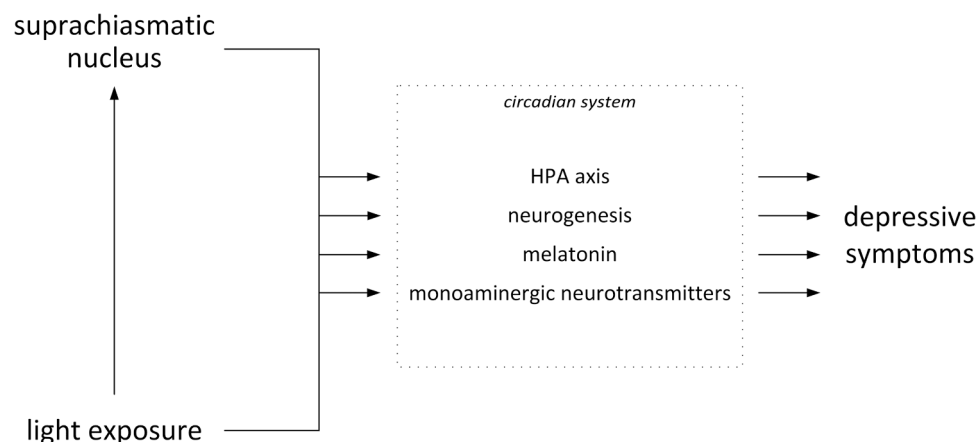 suprachiasmatic
nucleus
circadian system
HPA axis
neurogenesis
melatonin
monoaminergic neurotransmitters
depressive
symptoms
light exposure